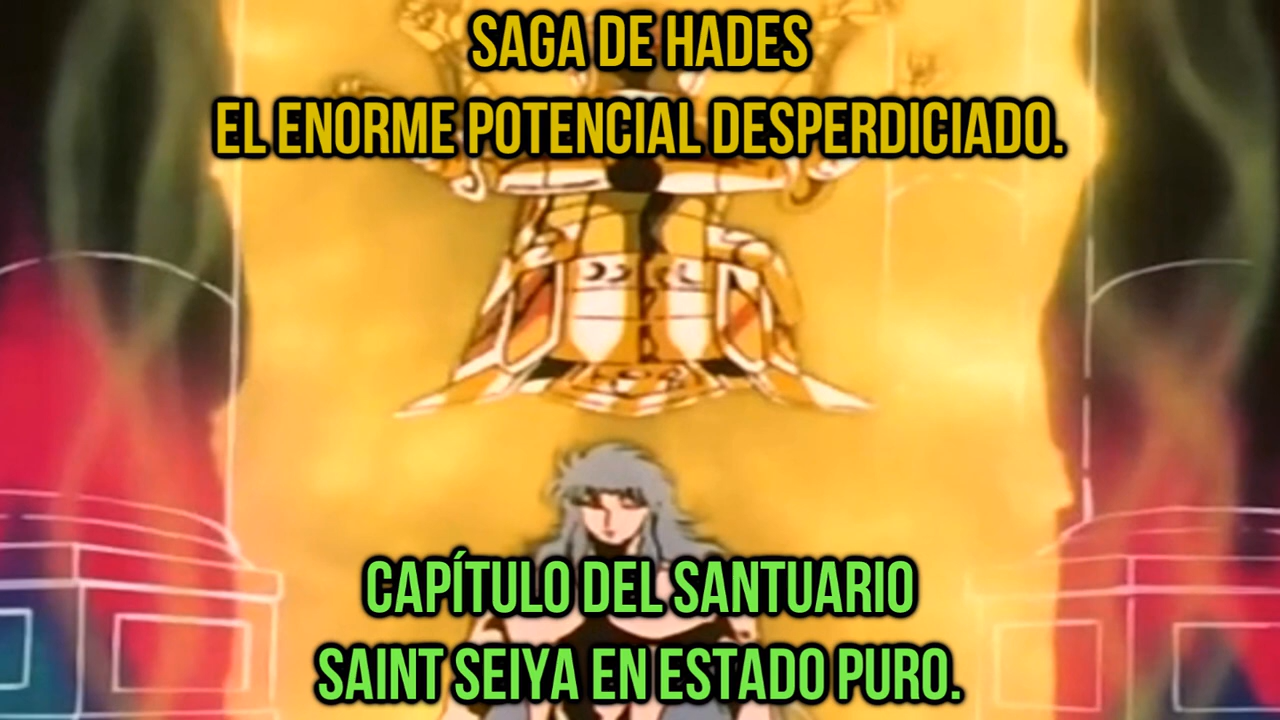 SAGA DE HADES
EL ENORME POTENCIAL DESPERDICIADO.
CAPÍTULO DEL SANTUARIO
SAINT SEIYA EN ESTADO PURO.